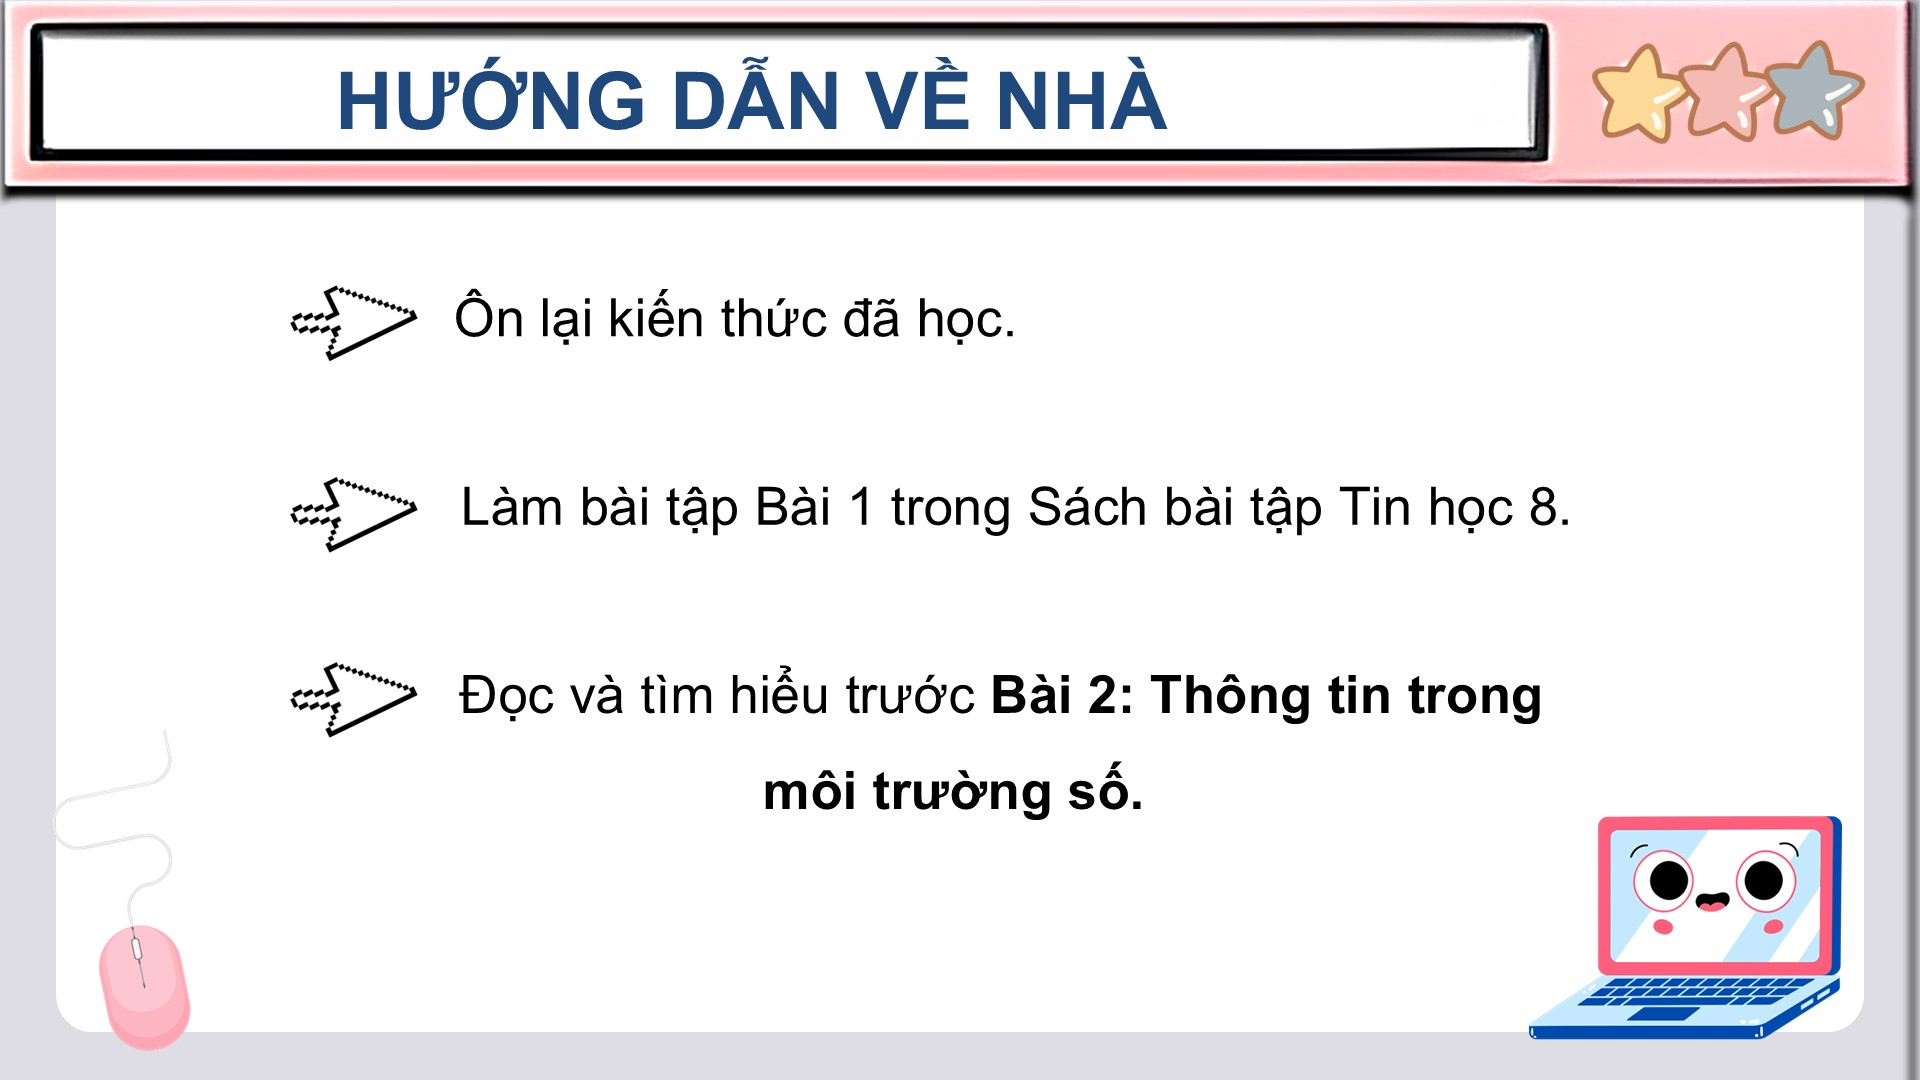 HƯỚNG DẪN VỀ NHÀ
Ôn lại kiến thức đã học.
Làm bài tập Bài 1 trong Sách bài tập Tin học 8.
Đọc và tìm hiểu trước Bài 2: Thông tin trong
môi trường số.